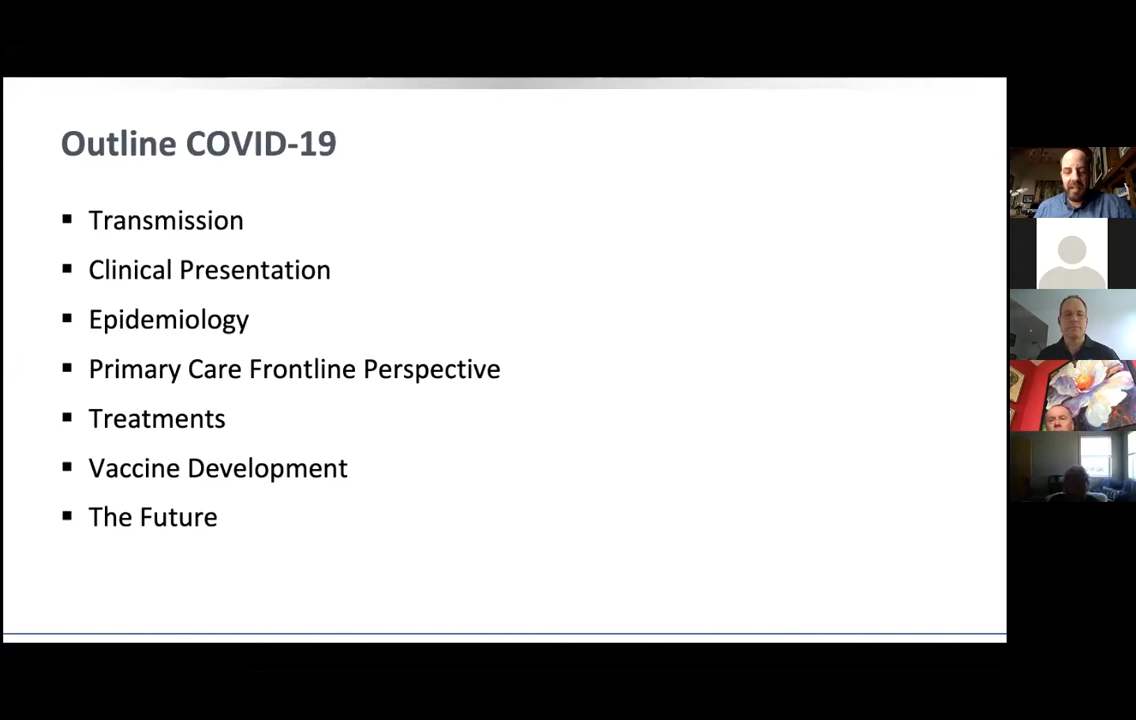 Outline COVID-19
▪ Transmission
▪ Clinical Presentation
▪ Epidemiology
▪ Primary Care Frontline Perspective
▪ Treatments
▪ Vaccine Development
▪ The Future